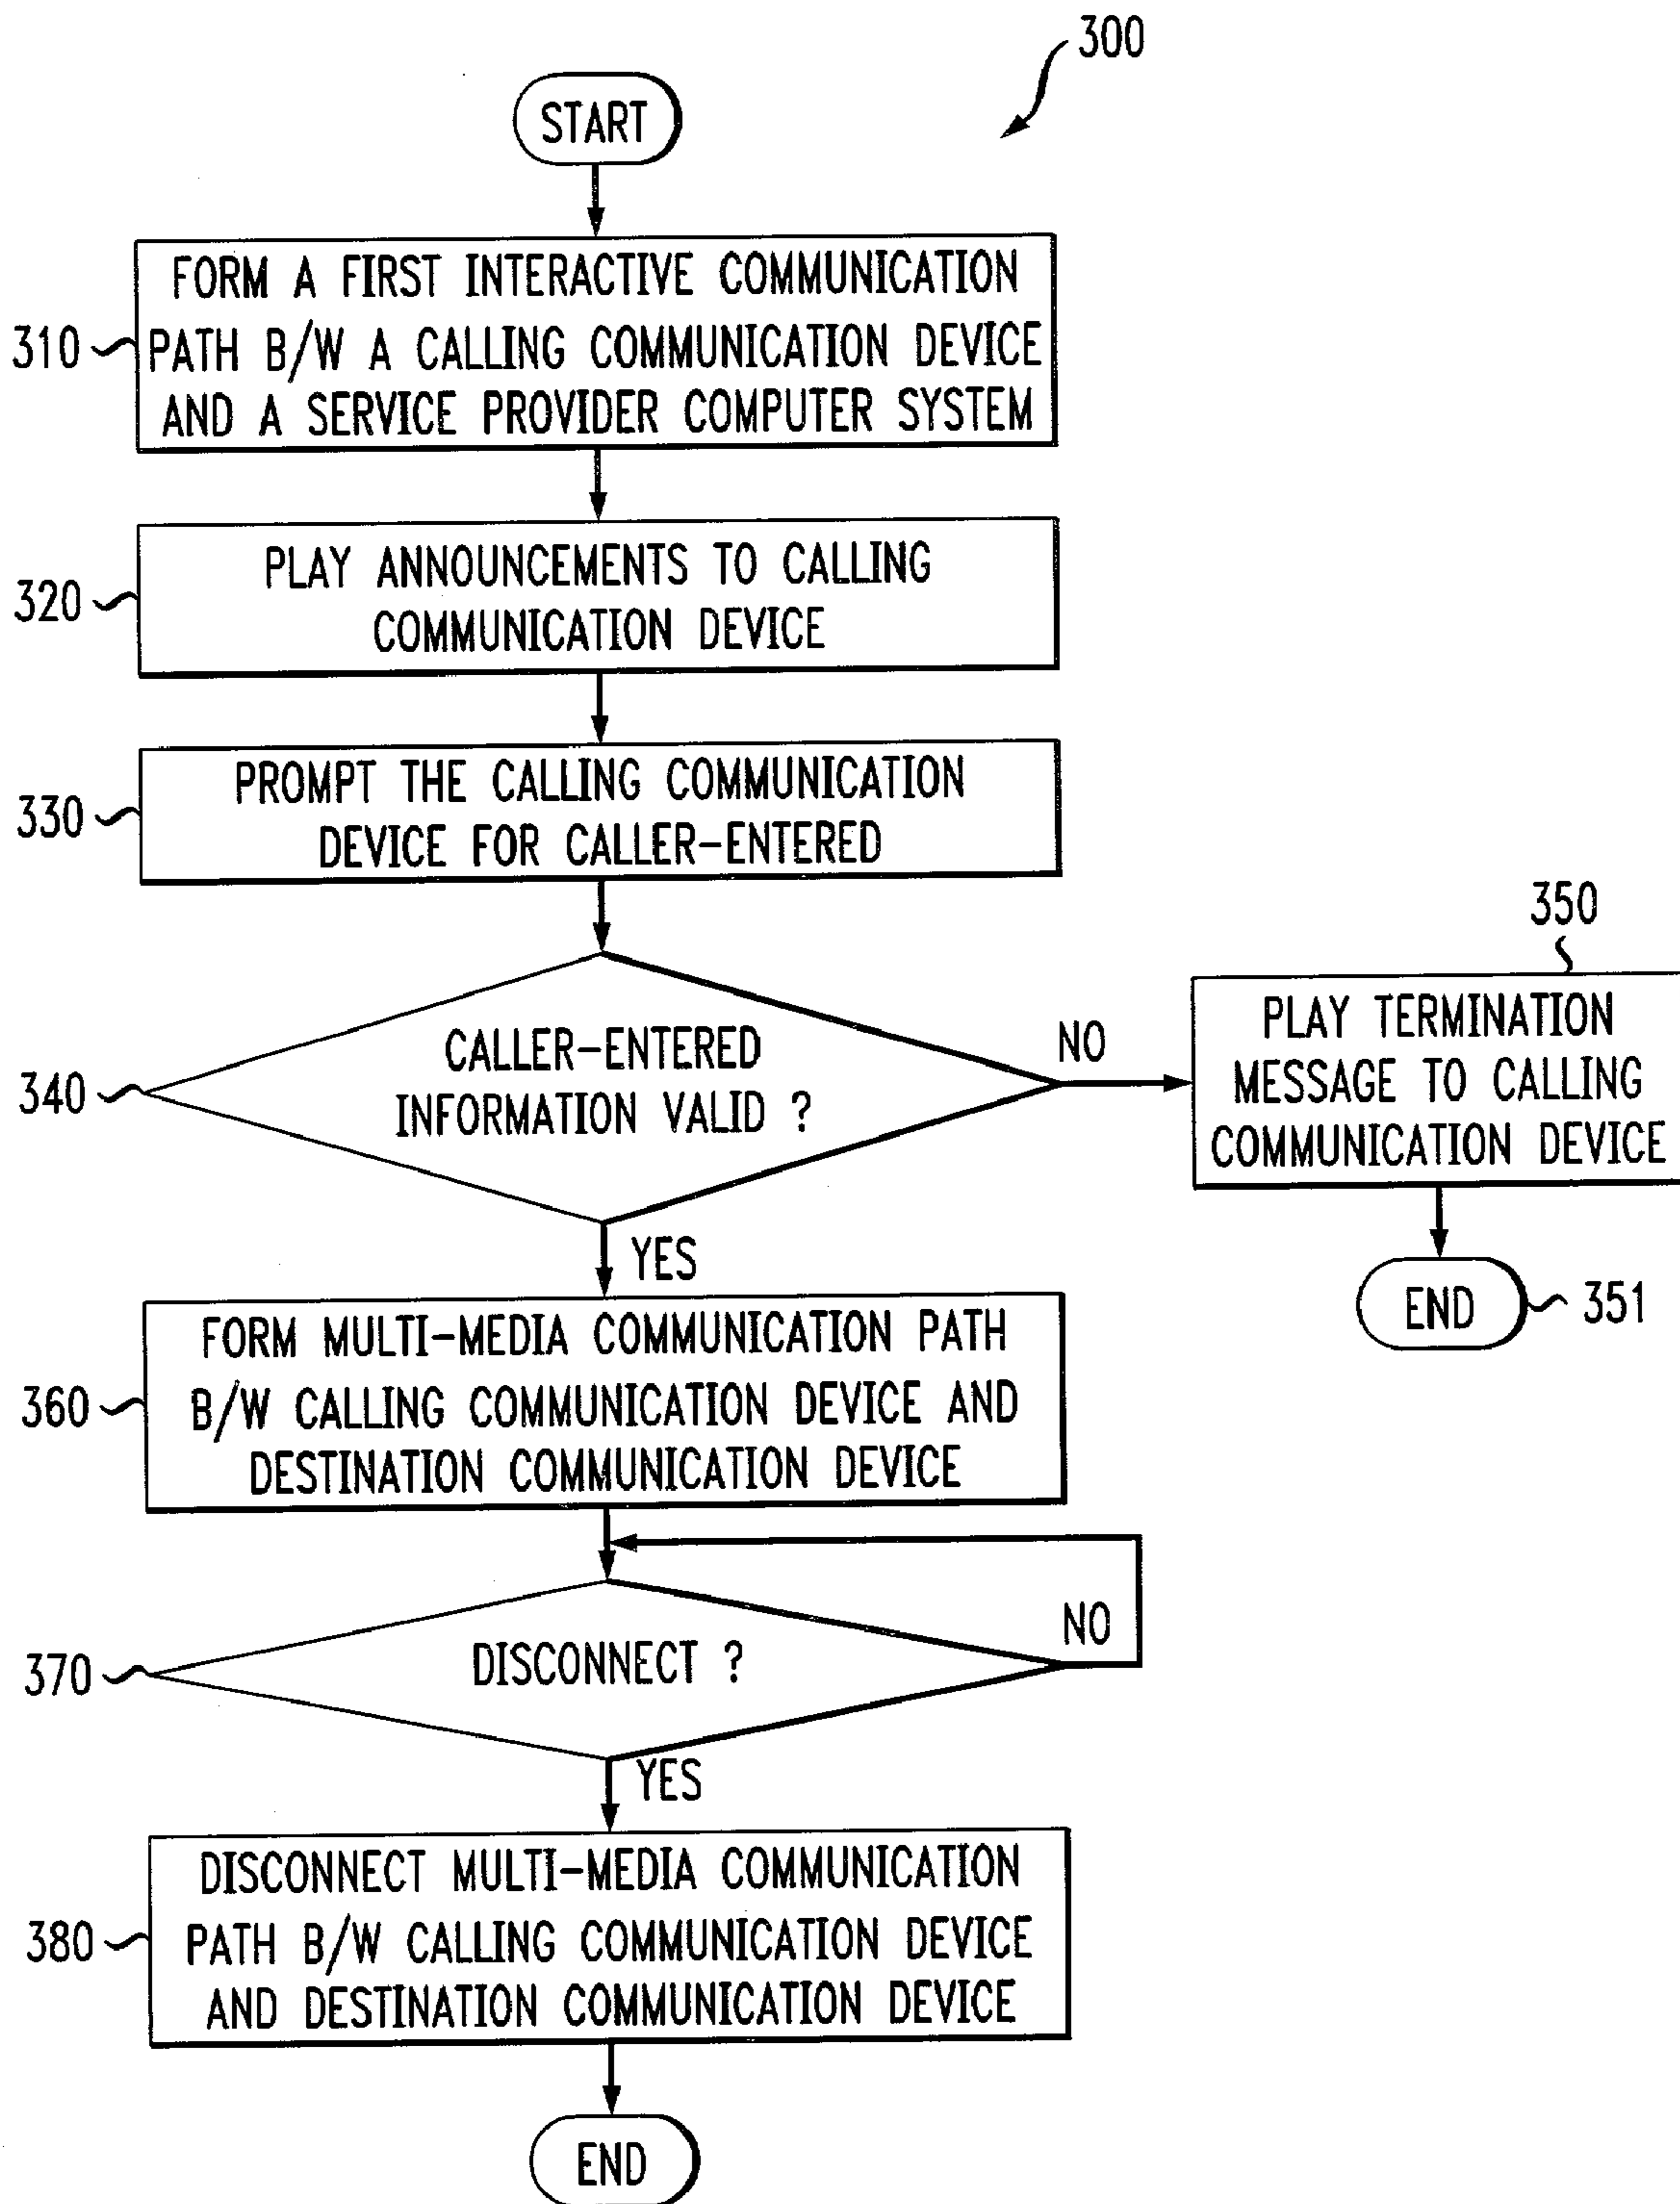 300
START
310
FORM A FIRST INTERACTIVE COMMUNICATION
PATH B/W A CALLING COMMUNICATION DEVICE
AND A SERVICE PROVIDER COMPUTER SYSTEM
320
PLAY ANNOUNCEMENTS TO CALLING
COMMUNICATION DEVICE
330
PROMPT THE CALLING COMMUNICATION
DEVICE FOR CALLER-ENTERED
340
CALLER-ENTERED
INFORMATION VALID ?
NO
350
PLAY TERMINATION
MESSAGE TO CALLING
COMMUNICATION DEVICE
END
351
YES
360
FORM MULTI-MEDIA COMMUNICATION PATH
B/W CALLING COMMUNICATION DEVICE AND
DESTINATION COMMUNICATION DEVICE
370
DISCONNECT ?
NO
YES
380
DISCONNECT MULTI-MEDIA COMMUNICATION
PATH B/W CALLING COMMUNICATION DEVICE
AND DESTINATION COMMUNICATION DEVICE
END